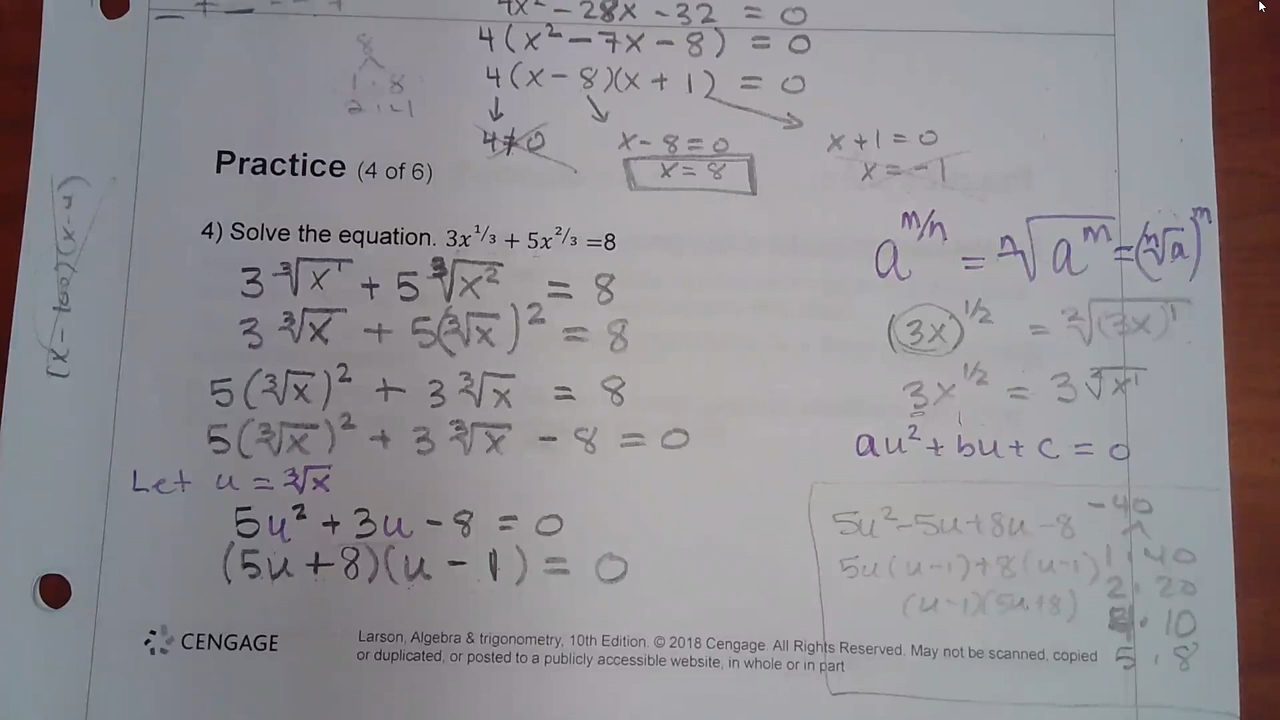 4x² − 28x − 32 = 0
4(x² − 7x − 8) = 0
4(x − 8)(x + 1) = 0
8
1 · 8
2 · 4
4 ≠ 0
x − 8 = 0
x + 1 = 0
x = 8
x = −1
Practice (4 of 6)
4) Solve the equation. 3x^{1/3} + 5x^{2/3} =8
3 ∛x¹ + 5 ∛x² = 8
3 ∛x + 5(∛x)² = 8
5(∛x)² + 3 ∛x = 8
5(∛x)² + 3 ∛x − 8 = 0
Let u = ∛x
5u² + 3u − 8 = 0
(5u + 8)(u − 1) = 0
a^{m/n} = ⁿ√a^m = (ⁿ√a)^m
(3x)^{1/2} = ²√(3x)¹
3x^{1/2} = 3 ²√x¹
au² + bu + c = 0
−40
5u² − 5u + 8u − 8
5u(u − 1) + 8(u − 1)
(u − 1)(5u + 8)
1 · 40
2 · 20
4 · 10
5 · 8
CENGAGE
Larson, Algebra & trigonometry, 10th Edition. © 2018 Cengage. All Rights Reserved. May not be scanned, copied
or duplicated, or posted to a publicly accessible website, in whole or in part